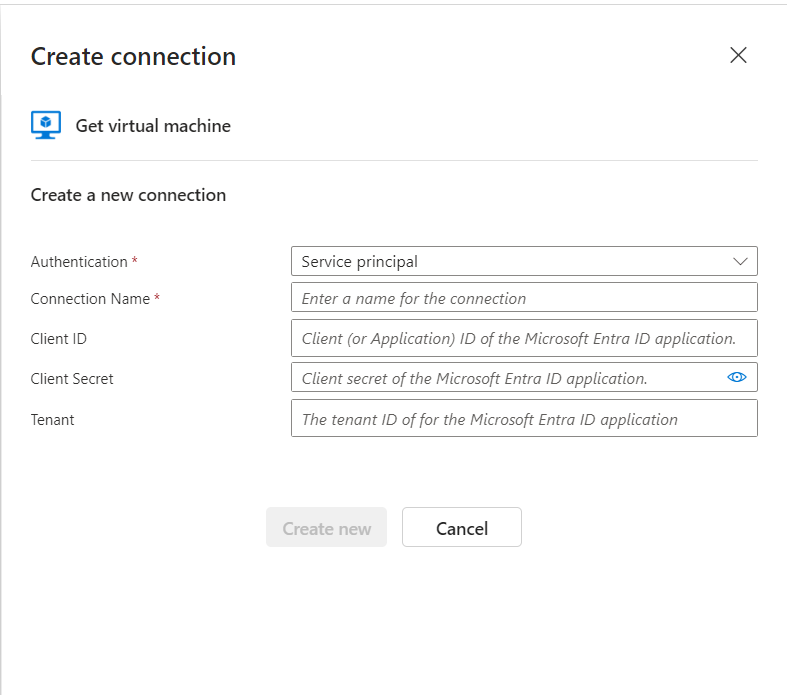 Create connection
Get virtual machine
Create a new connection
Authentication *
Service principal
Connection Name *
Enter a name for the connection
Client ID
Client (or Application) ID of the Microsoft Entra ID application.
Client Secret
Client secret of the Microsoft Entra ID application.
Tenant
The tenant ID of for the Microsoft Entra ID application
Create new
Cancel